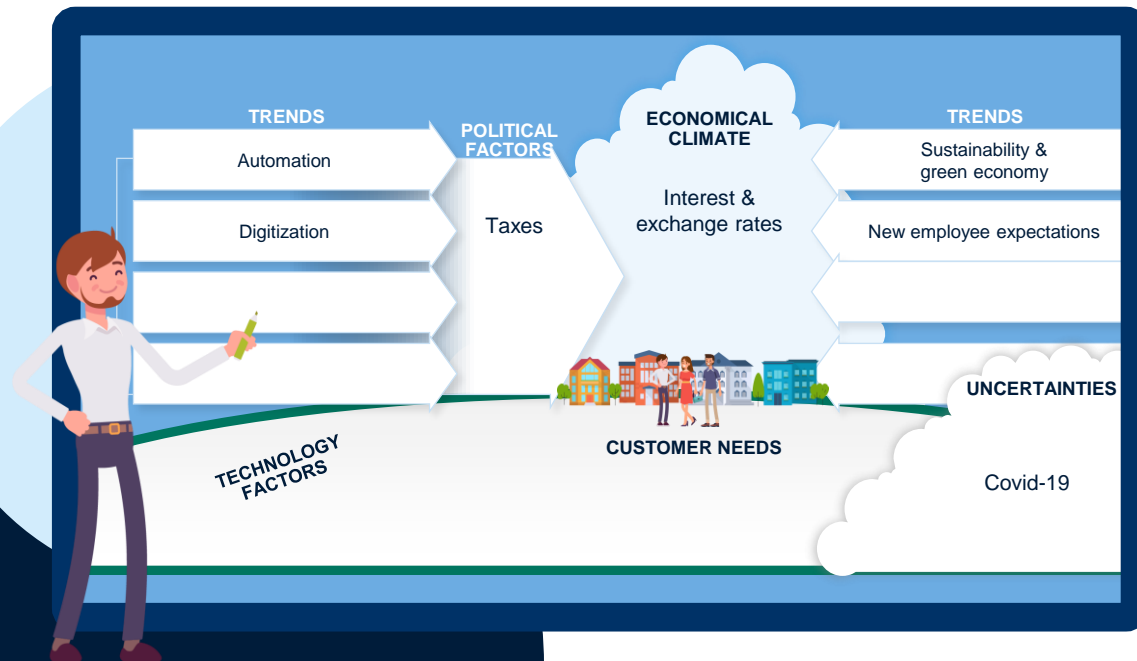 TRENDS
Automation
Digitization
POLITICAL
FACTORS
Taxes
ECONOMICAL
CLIMATE
Interest &
exchange rates
TRENDS
Sustainability &
green economy
New employee expectations
TECHNOLOGY
FACTORS
CUSTOMER NEEDS
UNCERTAINTIES
Covid-19